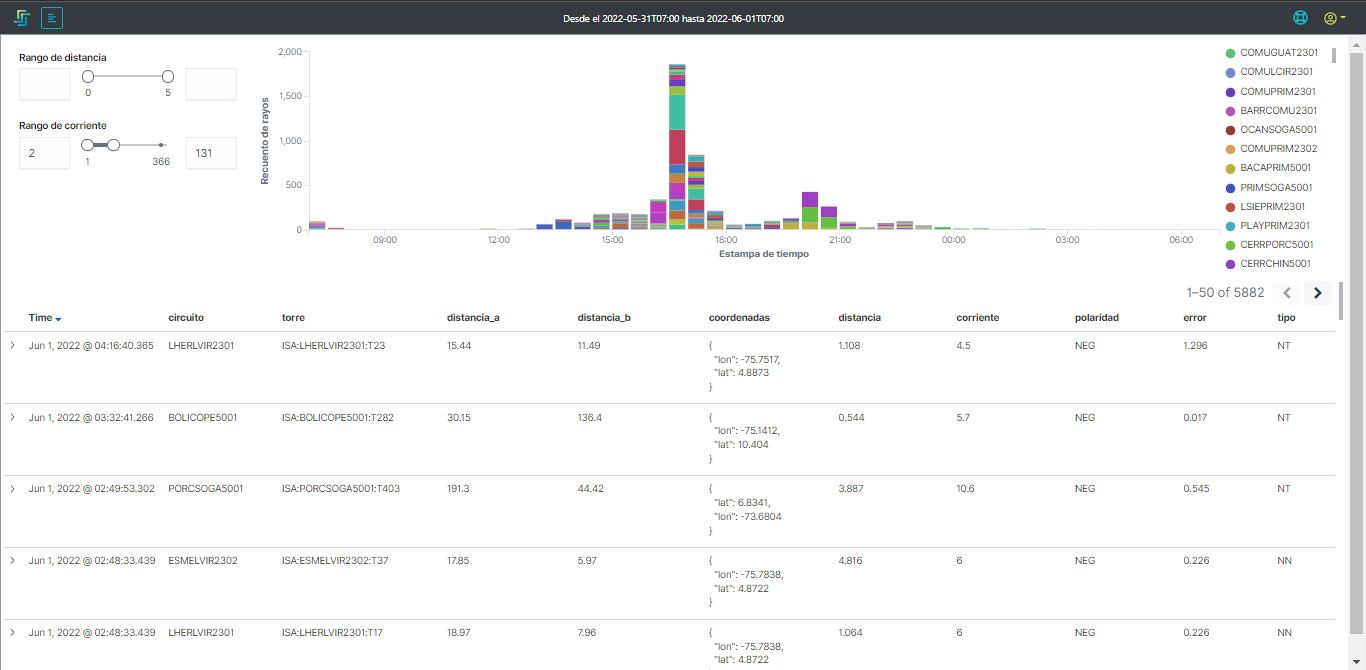 Desde el 2022-05-31T07:00 hasta 2022-06-01T07:00
Rango de distancia
0 5
Rango de corriente
2 131
1 366
Recuento de rayos
2,000
1,500
1,000
500
0
09:00 12:00 15:00 18:00 21:00 00:00 03:00 06:00
Estampa de tiempo
COMUGUAT2301
COMULCIR2301
COMUPRIM2301
BARRCOMU2301
OCANSOGA5001
COMUPRIM2302
BACAPRIM5001
PRIMSOGA5001
LSIEPRIM2301
PLAYPRIM2301
CERRPORC5001
CERRCHIN5001
1–50 of 5882
Time circuito torre distancia_a distancia_b coordenadas distancia corriente polaridad error tipo
Jun 1, 2022 @ 04:16:40.365 LHERLVIR2301 ISA:LHERLVIR2301:T23 15.44 11.49 { 1.108 4.5 NEG 1.296 NT
"lon": -75.7517,
"lat": 4.8873
}
Jun 1, 2022 @ 03:32:41.266 BOLICOPE5001 ISA:BOLICOPE5001:T282 30.15 136.4 { 0.544 5.7 NEG 0.017 NT
"lon": -75.1412,
"lat": 10.404
}
Jun 1, 2022 @ 02:49:53.302 PORCSOGA5001 ISA:PORCSOGA5001:T403 191.3 44.42 { 3.887 10.6 NEG 0.545 NT
"lat": 6.8341,
"lon": -73.6804
}
Jun 1, 2022 @ 02:48:33.439 ESMELVIR2302 ISA:ESMELVIR2302:T37 17.85 5.97 { 4.816 6 NEG 0.226 NN
"lon": -75.7838,
"lat": 4.8722
}
Jun 1, 2022 @ 02:48:33.439 LHERLVIR2301 ISA:LHERLVIR2301:T17 18.97 7.96 { 1.064 6 NEG 0.226 NN
"lon": -75.7838,
"lat": 4.8722